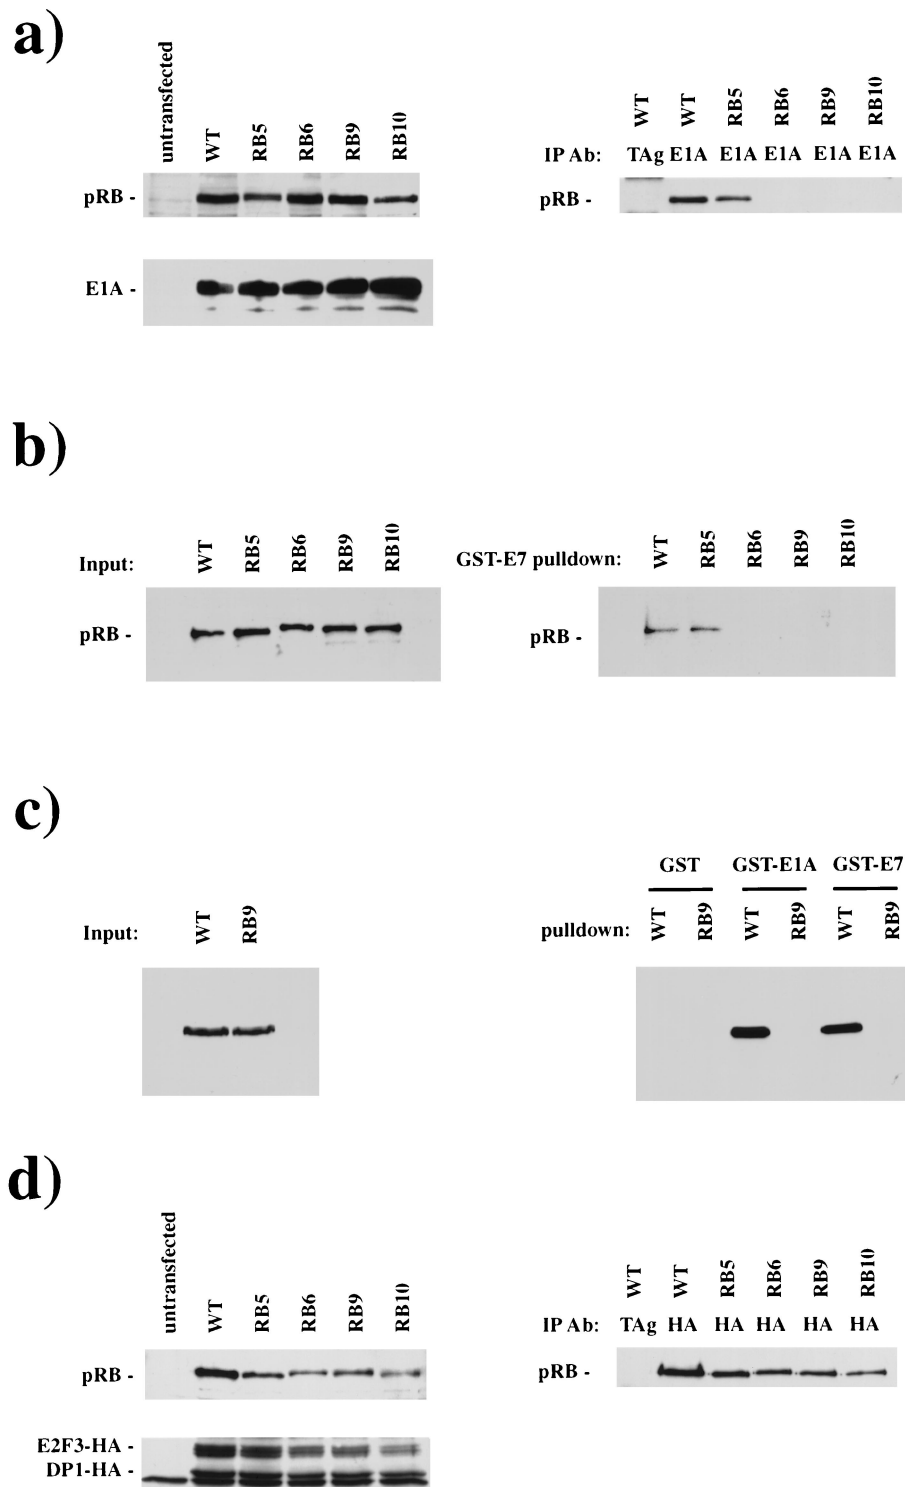 a)
untransfected WT RB5 RB6 RB9 RB10
pRB -
E1A -
WT WT RB5 RB6 RB9 RB10
IP Ab: TAg E1A E1A E1A E1A E1A
pRB -
b)
Input: WT RB5 RB6 RB9 RB10
pRB -
GST-E7 pulldown: WT RB5 RB6 RB9 RB10
pRB -
c)
Input: WT RB9
GST GST-E1A GST-E7
pulldown: WT RB9 WT RB9 WT RB9
d)
untransfected WT RB5 RB6 RB9 RB10
pRB -
E2F3-HA -
DP1-HA -
WT WT RB5 RB6 RB9 RB10
IP Ab: TAg HA HA HA HA HA
pRB -